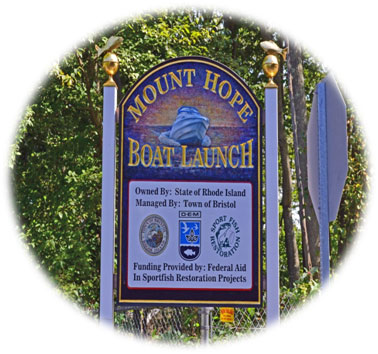 MOUNT HOPE
BOAT LAUNCH
Owned By: State of Rhode Island
Managed By: Town of Bristol
DEM
SPORT FISH
RESTORATION
Funding Provided by: Federal Aid
In Sportfish Restoration Projects